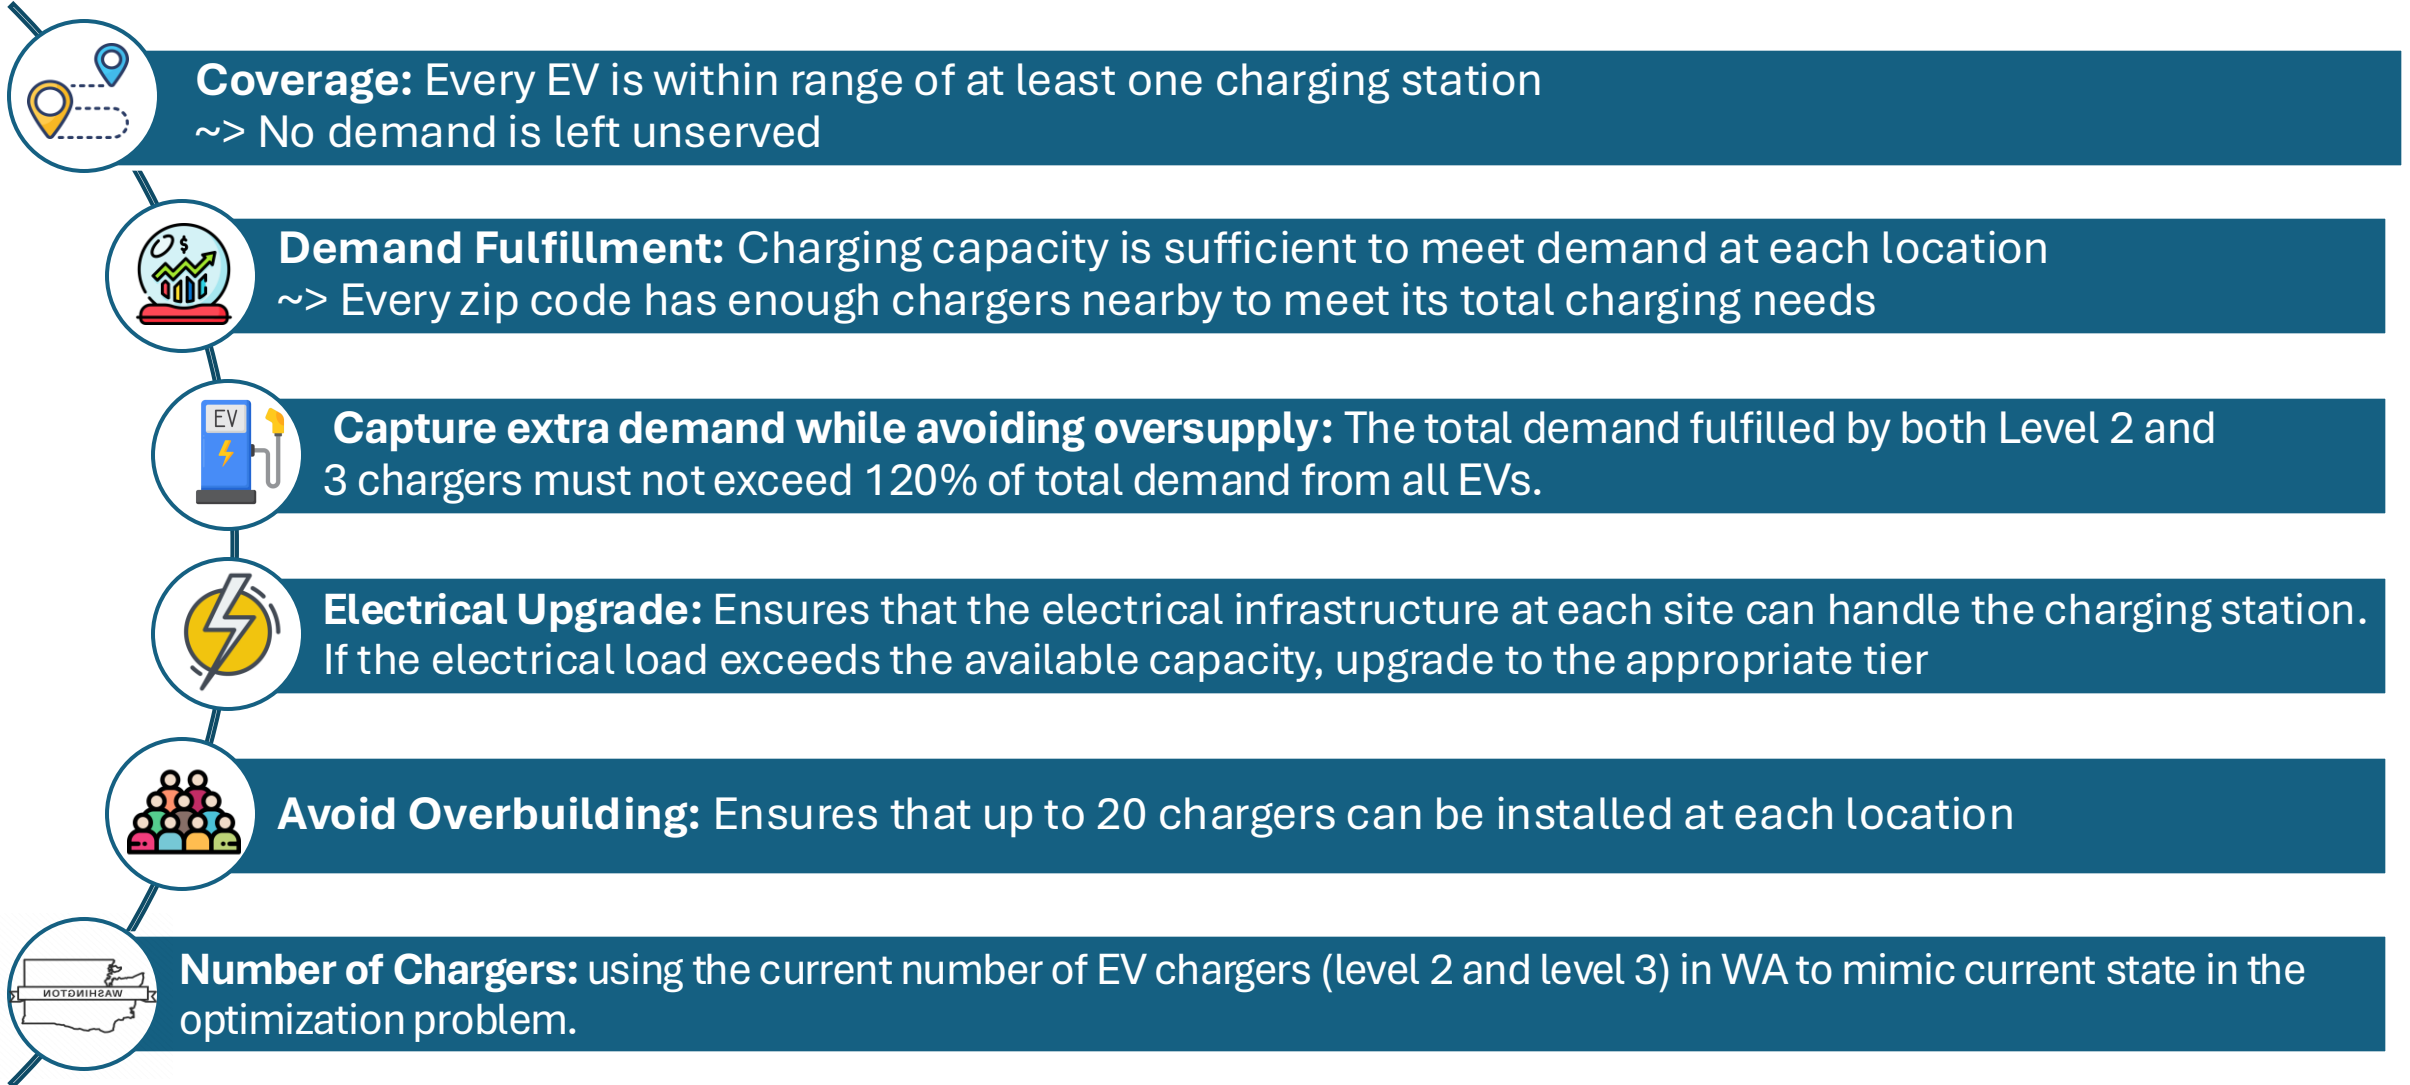 Coverage: Every EV is within range of at least one charging station
~> No demand is left unserved
$
Demand Fulfillment: Charging capacity is sufficient to meet demand at each location
~> Every zip code has enough chargers nearby to meet its total charging needs
EV
Capture extra demand while avoiding oversupply: The total demand fulfilled by both Level 2 and
3 chargers must not exceed 120% of total demand from all EVs.
Electrical Upgrade: Ensures that the electrical infrastructure at each site can handle the charging station.
If the electrical load exceeds the available capacity, upgrade to the appropriate tier
Avoid Overbuilding: Ensures that up to 20 chargers can be installed at each location
WASHINGTON
Number of Chargers: using the current number of EV chargers (level 2 and level 3) in WA to mimic current state in the
optimization problem.